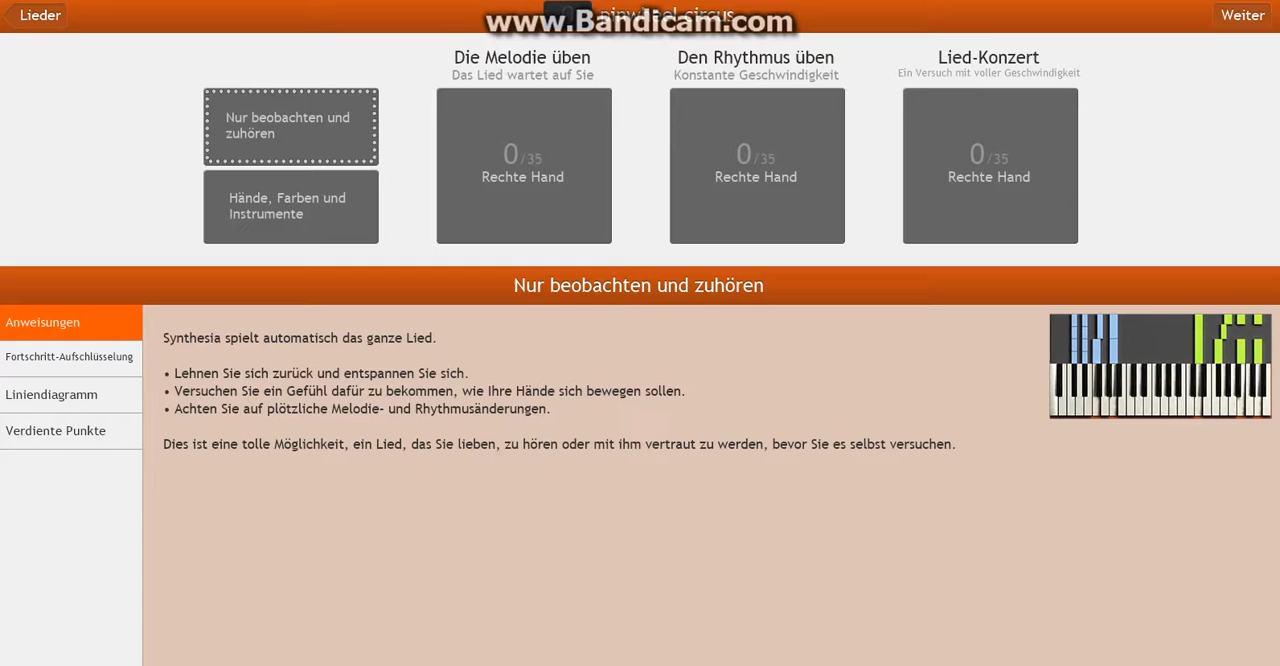 Lieder
www.Bandicam.com
Weiter
Die Melodie üben
Das Lied wartet auf Sie
Den Rhythmus üben
Konstante Geschwindigkeit
Lied-Konzert
Ein Versuch mit voller Geschwindigkeit
Nur beobachten und
zuhören
Hände, Farben und
Instrumente
0/35
Rechte Hand
0/35
Rechte Hand
0/35
Rechte Hand
Nur beobachten und zuhören
Anweisungen
Fortschritt-Aufschlüsselung
Liniendiagramm
Verdiente Punkte
Synthesia spielt automatisch das ganze Lied.
• Lehnen Sie sich zurück und entspannen Sie sich.
• Versuchen Sie ein Gefühl dafür zu bekommen, wie Ihre Hände sich bewegen sollen.
• Achten Sie auf plötzliche Melodie- und Rhythmusänderungen.
Dies ist eine tolle Möglichkeit, ein Lied, das Sie lieben, zu hören oder mit ihm vertraut zu werden, bevor Sie es selbst versuchen.